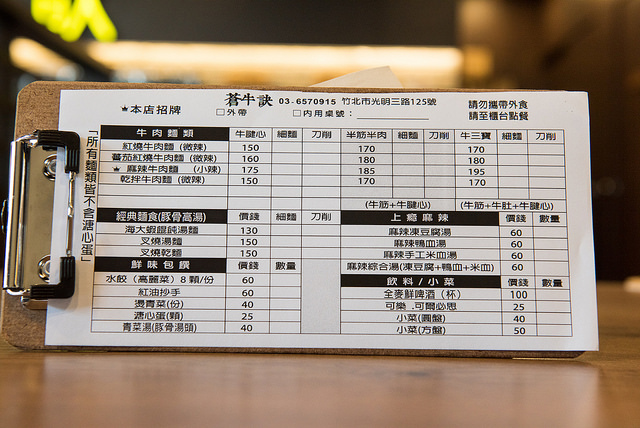 蒼牛訣 03-6570915 竹北市光明三路125號
♛本店招牌 □外帶 □內用桌號：
請勿攜帶外食
請至櫃台點餐
「所有麵類皆不含溏心蛋」
牛肉麵類 牛腱心 細麵 刀削 半筋半肉 細麵 刀削 牛三寶 細麵 刀削
紅燒牛肉麵 (微辣) 150 170 170
蕃茄紅燒牛肉麵 (微辣) 160 180 180
♛ 麻辣牛肉麵 (小辣) 175 185 195
乾拌牛肉麵 (微辣) 150 170 170
(牛筋+牛腱心) (牛筋+牛肚+牛腱心)
經典麵食(豚骨高湯) 價錢 細麵 刀削
海大蝦餛飩湯麵 130
叉燒湯麵 150
叉燒乾麵 150
鮮味包饌 價錢 數量
水餃（高麗菜）8顆/份 60
紅油抄手 60
燙青菜(份) 40
溏心蛋(顆) 25
青菜湯(豚骨湯頭) 40
上癮麻辣 價錢 數量
麻辣凍豆腐湯 60
麻辣鴨血湯 60
麻辣手工米血湯 60
麻辣綜合湯(凍豆腐+鴨血+米血) 60
飲料/小菜 價錢 數量
全麥鮮啤酒（杯） 100
可樂．可爾必思 25
小菜(圓盤) 40
小菜(方盤) 50